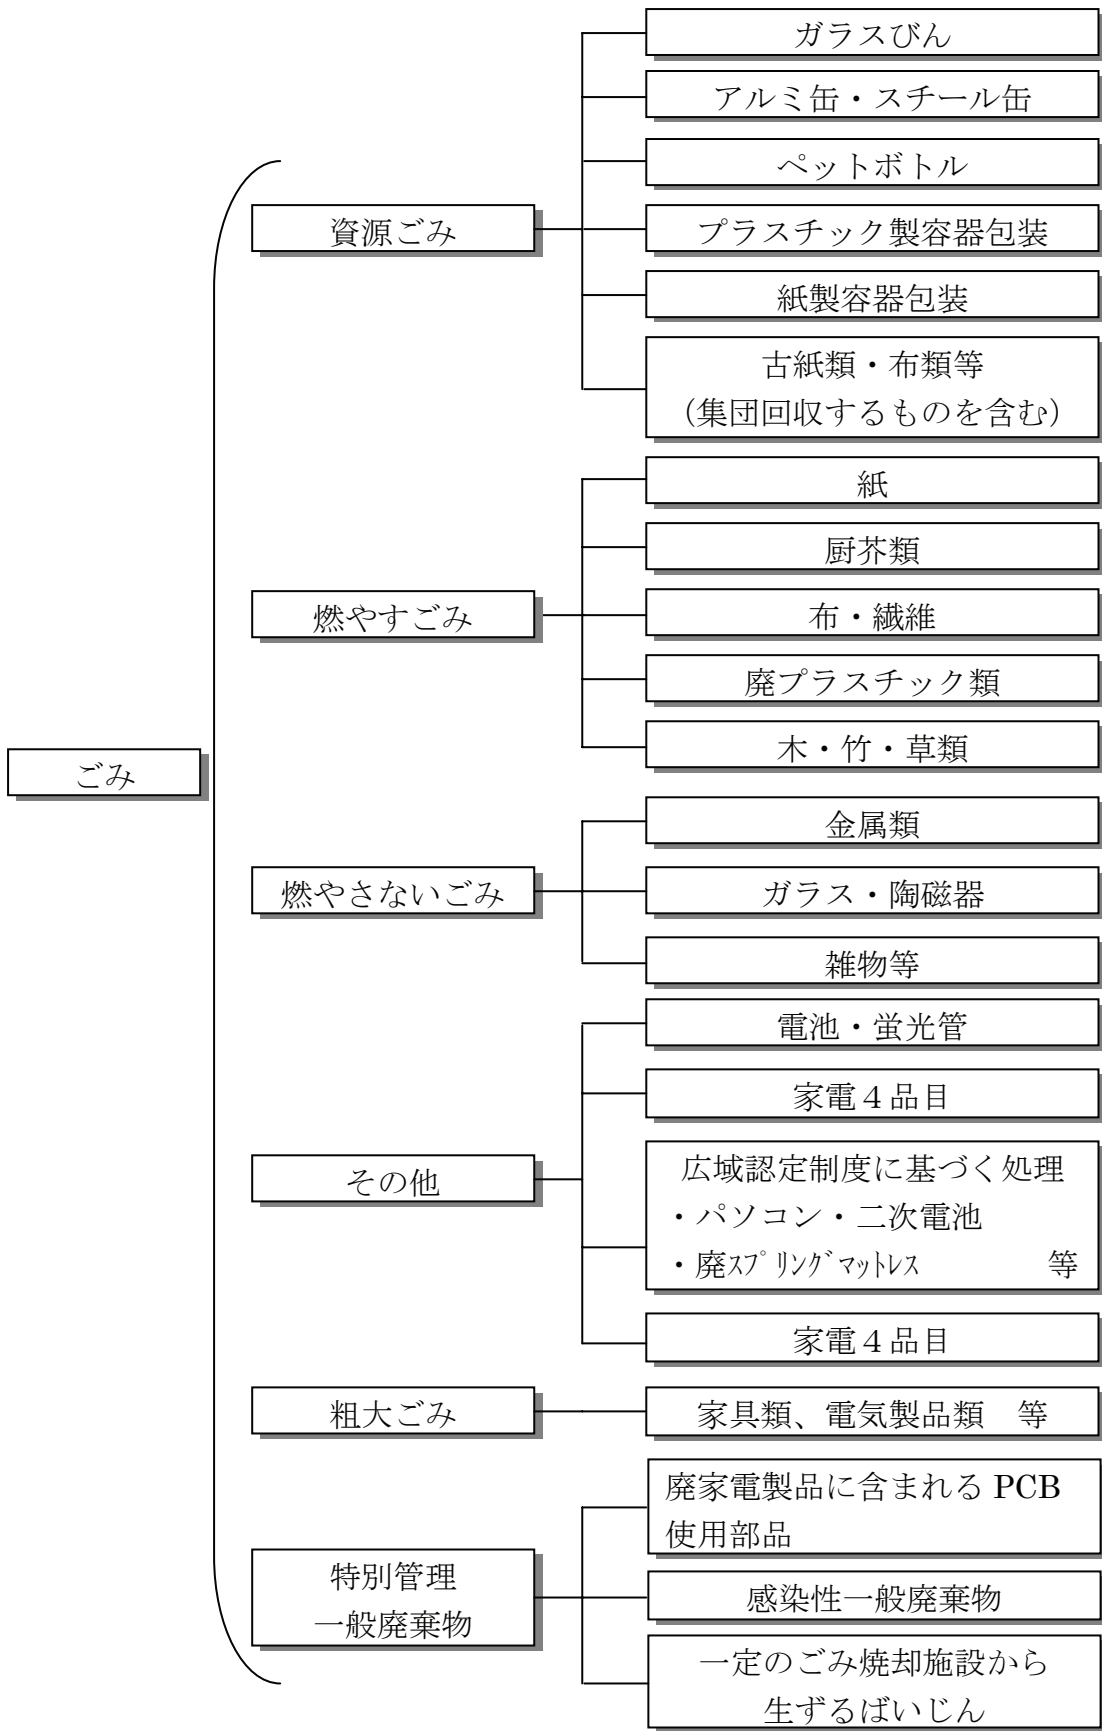 ごみ
資源ごみ
ガラスびん
アルミ缶・スチール缶
ペットボトル
プラスチック製容器包装
紙製容器包装
古紙類・布類等
（集団回収するものを含む）
燃やすごみ
紙
厨芥類
布・繊維
廃プラスチック類
木・竹・草類
燃やさないごみ
金属類
ガラス・陶磁器
雑物等
その他
電池・蛍光管
家電４品目
広域認定制度に基づく処理
・パソコン・二次電池
・廃ｽﾌﾟﾘﾝｸﾞﾏｯﾄﾚｽ　　　　等
家電４品目
粗大ごみ
家具類、電気製品類　等
特別管理
一般廃棄物
廃家電製品に含まれる PCB
使用部品
感染性一般廃棄物
一定のごみ焼却施設から
生ずるばいじん